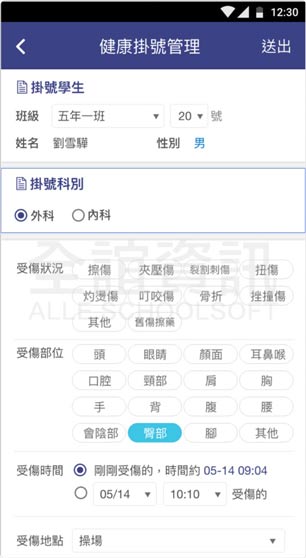 12:30
健康掛號管理 送出
掛號學生
班級 五年一班 20 號
姓名 劉雪驊 性別 男
掛號科別
外科 內科
全誼資訊
ALLE SCHOOLSOFT
受傷狀況 擦傷 夾壓傷 裂割刺傷 扭傷
灼燙傷 叮咬傷 骨折 挫撞傷
其他 舊傷擦藥
受傷部位 頭 眼睛 顏面 耳鼻喉
口腔 頸部 肩 胸
手 背 腹 腰
會陰部 臀部 腳 其他
受傷時間 剛剛受傷的，時間約 05-14 09:04
05/14 10:10 受傷的
受傷地點 操場